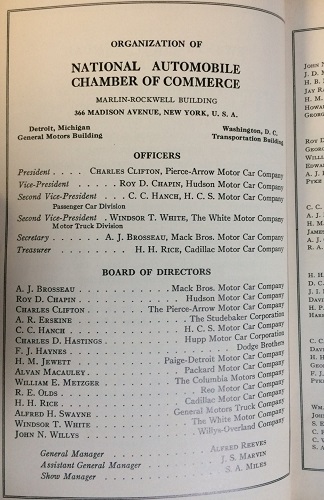 ORGANIZATION OF
NATIONAL AUTOMOBILE
CHAMBER OF COMMERCE
MARLIN-ROCKWELL BUILDING
366 MADISON AVENUE, NEW YORK, U. S. A.
Detroit, Michigan Washington, D. C.
General Motors Building Transportation Building
OFFICERS
President . . . . CHARLES CLIFTON, Pierce-Arrow Motor Car Company
Vice-President . . . . . ROY D. CHAPIN, Hudson Motor Car Company
Second Vice-President . . . C. C. HANCH, H. C. S. Motor Car Company
Passenger Car Division
Second Vice-President . WINDSOR T. WHITE, The White Motor Company
Motor Truck Division
Secretary . . . . A. J. BROSSEAU, Mack Bros. Motor Car Company
Treasurer . . . . . . H. H. RICE, Cadillac Motor Car Company
BOARD OF DIRECTORS
A. J. BROSSEAU . . . . . . . Mack Bros. Motor Car Company
ROY D. CHAPIN . . . . . . . Hudson Motor Car Company
CHARLES CLIFTON . . . . . The Pierce-Arrow Motor Car Company
A. R. ERSKINE . . . . . . . The Studebaker Corporation
C. C. HANCH . . . . . . . H. C. S. Motor Car Company
CHARLES D. HASTINGS . . . . . Hupp Motor Car Corporation
F. J. HAYNES . . . . . . . Dodge Brothers
H. M. JEWETT . . . . . . Paige-Detroit Motor Car Company
ALVAN MACAULEY . . . . . . Packard Motor Car Company
WILLIAM E. METZGER . . . . . The Columbia Motors Company
R. E. OLDS . . . . . . . Reo Motor Car Company
H. H. RICE . . . . . . . Cadillac Motor Car Company
ALFRED H. SWAYNE . . . . . General Motors Truck Company
WINDSOR T. WHITE . . . . . The White Motor Company
JOHN N. WILLYS . . . . . . Willys-Overland Company
General Manager . . . . . . ALFRED REEVES
Assistant General Manager . . . . . J. S. MARVIN
Show Manager . . . . . . S. A. MILES